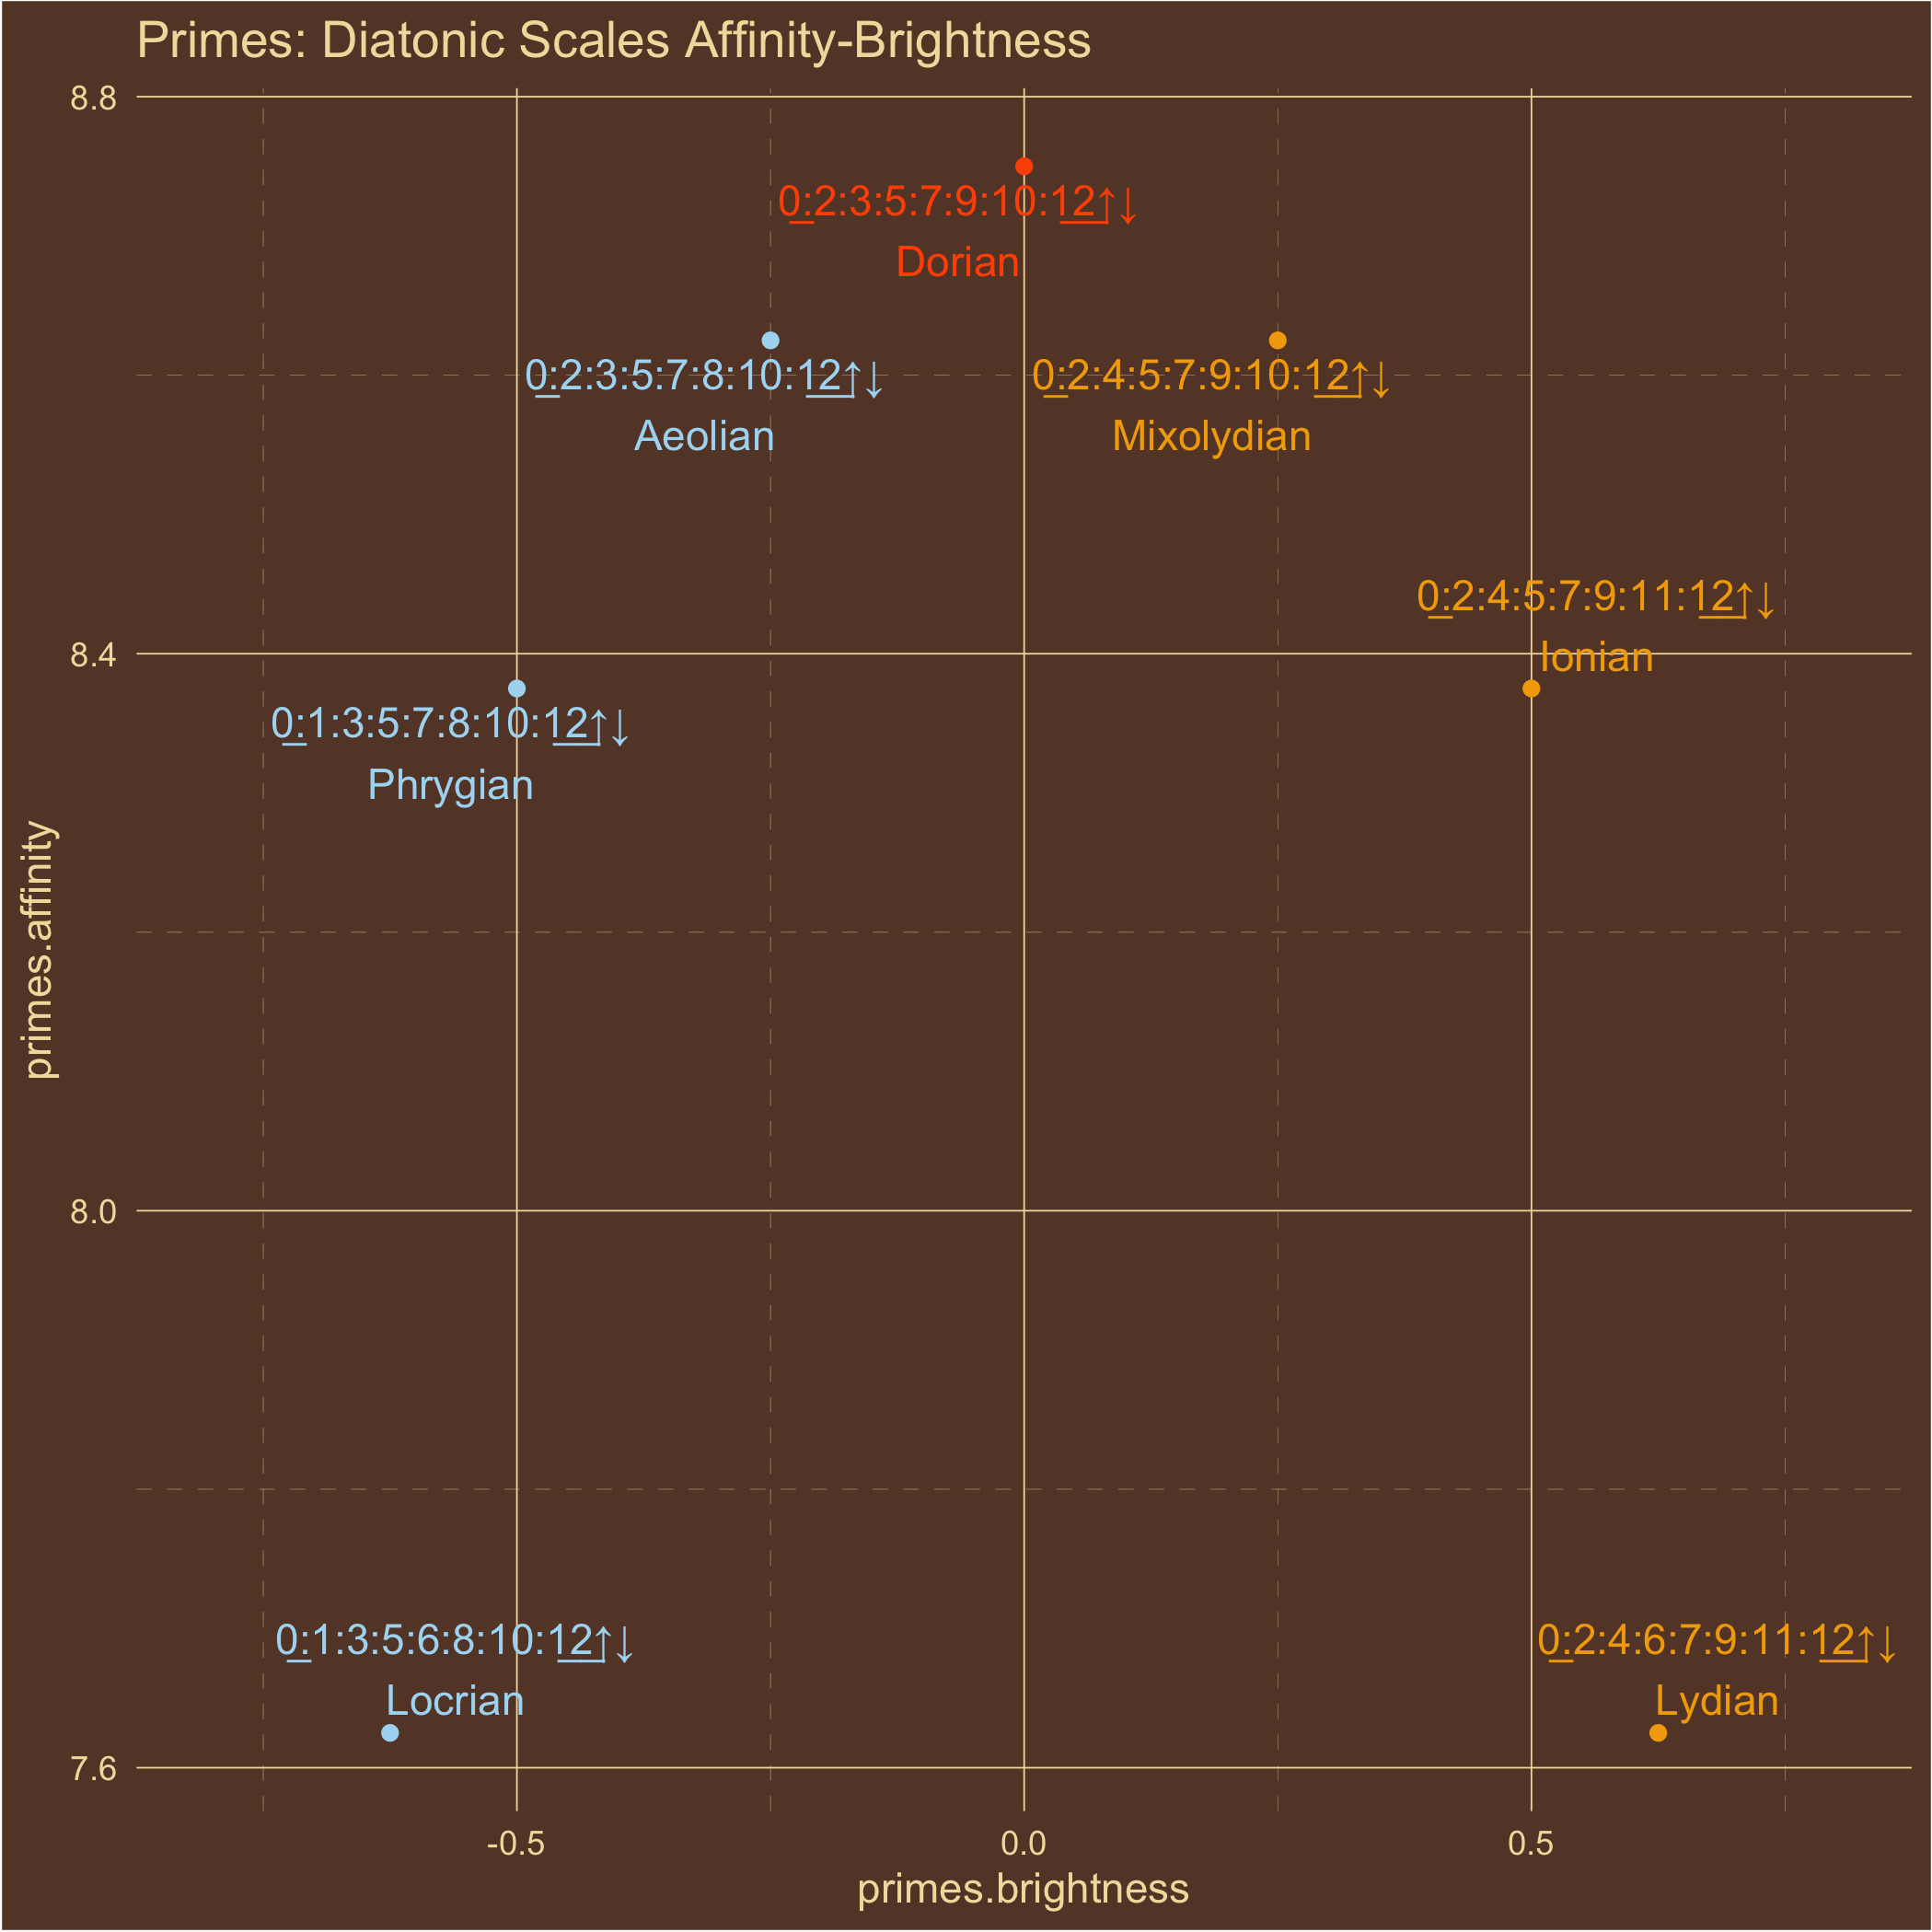 Primes: Diatonic Scales Affinity-Brightness
8.8
0:2:3:5:7:9:10:12↑↓
Dorian
0:2:3:5:7:8:10:12↑↓
Aeolian
0:2:4:5:7:9:10:12↑↓
Mixolydian
0:2:4:5:7:9:11:12↑↓
Ionian
8.4
0:1:3:5:7:8:10:12↑↓
Phrygian
primes.affinity
8.0
0:1:3:5:6:8:10:12↑↓
Locrian
0:2:4:6:7:9:11:12↑↓
Lydian
7.6
-0.5 0.0 0.5
primes.brightness